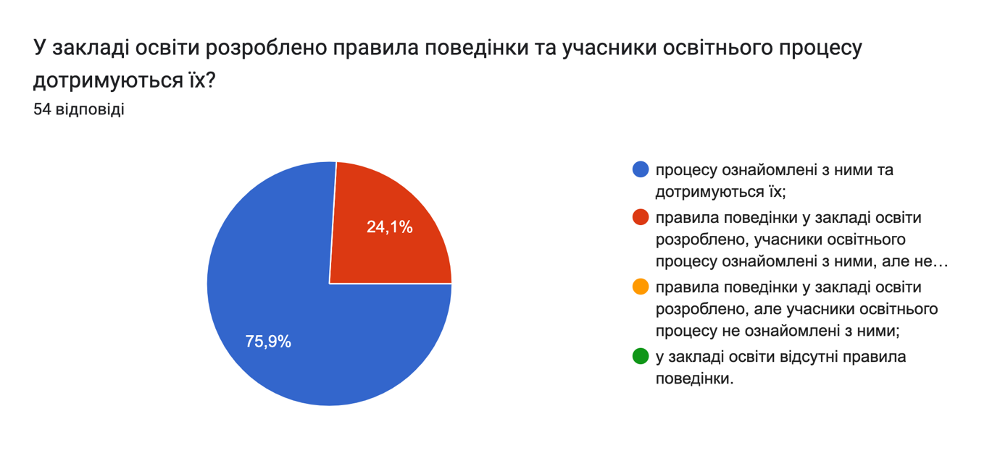 У закладі освіти розроблено правила поведінки та учасники освітнього процесу
дотримуються їх?
54 відповіді
24,1%
75,9%
процесу ознайомлені з ними та
дотримуються їх;
правила поведінки у закладі освіти
розроблено, учасники освітнього
процесу ознайомлені з ними, але не…
правила поведінки у закладі освіти
розроблено, але учасники освітнього
процесу не ознайомлені з ними;
у закладі освіти відсутні правила
поведінки.